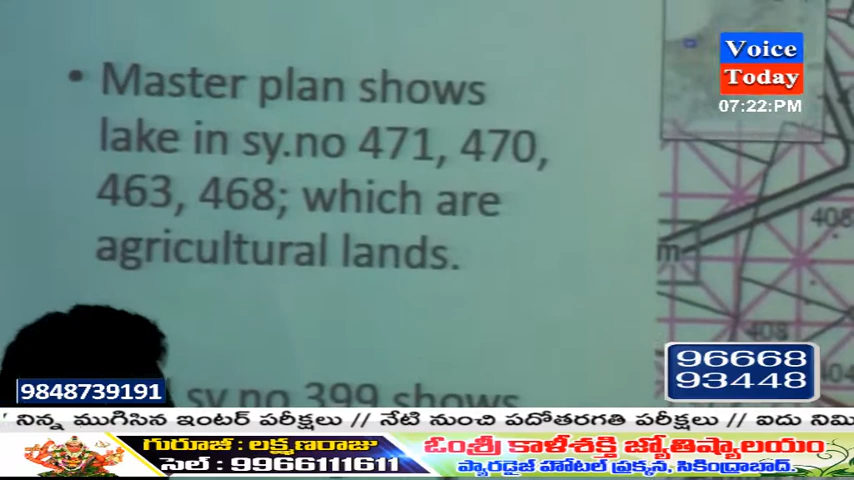 • Master plan shows
lake in sy.no 471, 470,
463, 468; which are
agricultural lands.
sy.no 399 shows
Voice
Today
07:22:PM
408
408
404
96668
93448
9848739191
నిన్న ముగిసిన ఇంటర్ పరీక్షలు // నేటి నుంచి పదోతరగతి పరీక్షలు // ఐదు నిమి
గురూజీ : లక్ష్మణరాజు
సెల్ : 9966111611
ఓంశ్రీ కాళీశక్తి జ్యోతిష్యాలయం
ప్యారడైజ్ హోటల్ ప్రక్కన, సికింద్రాబాద్.